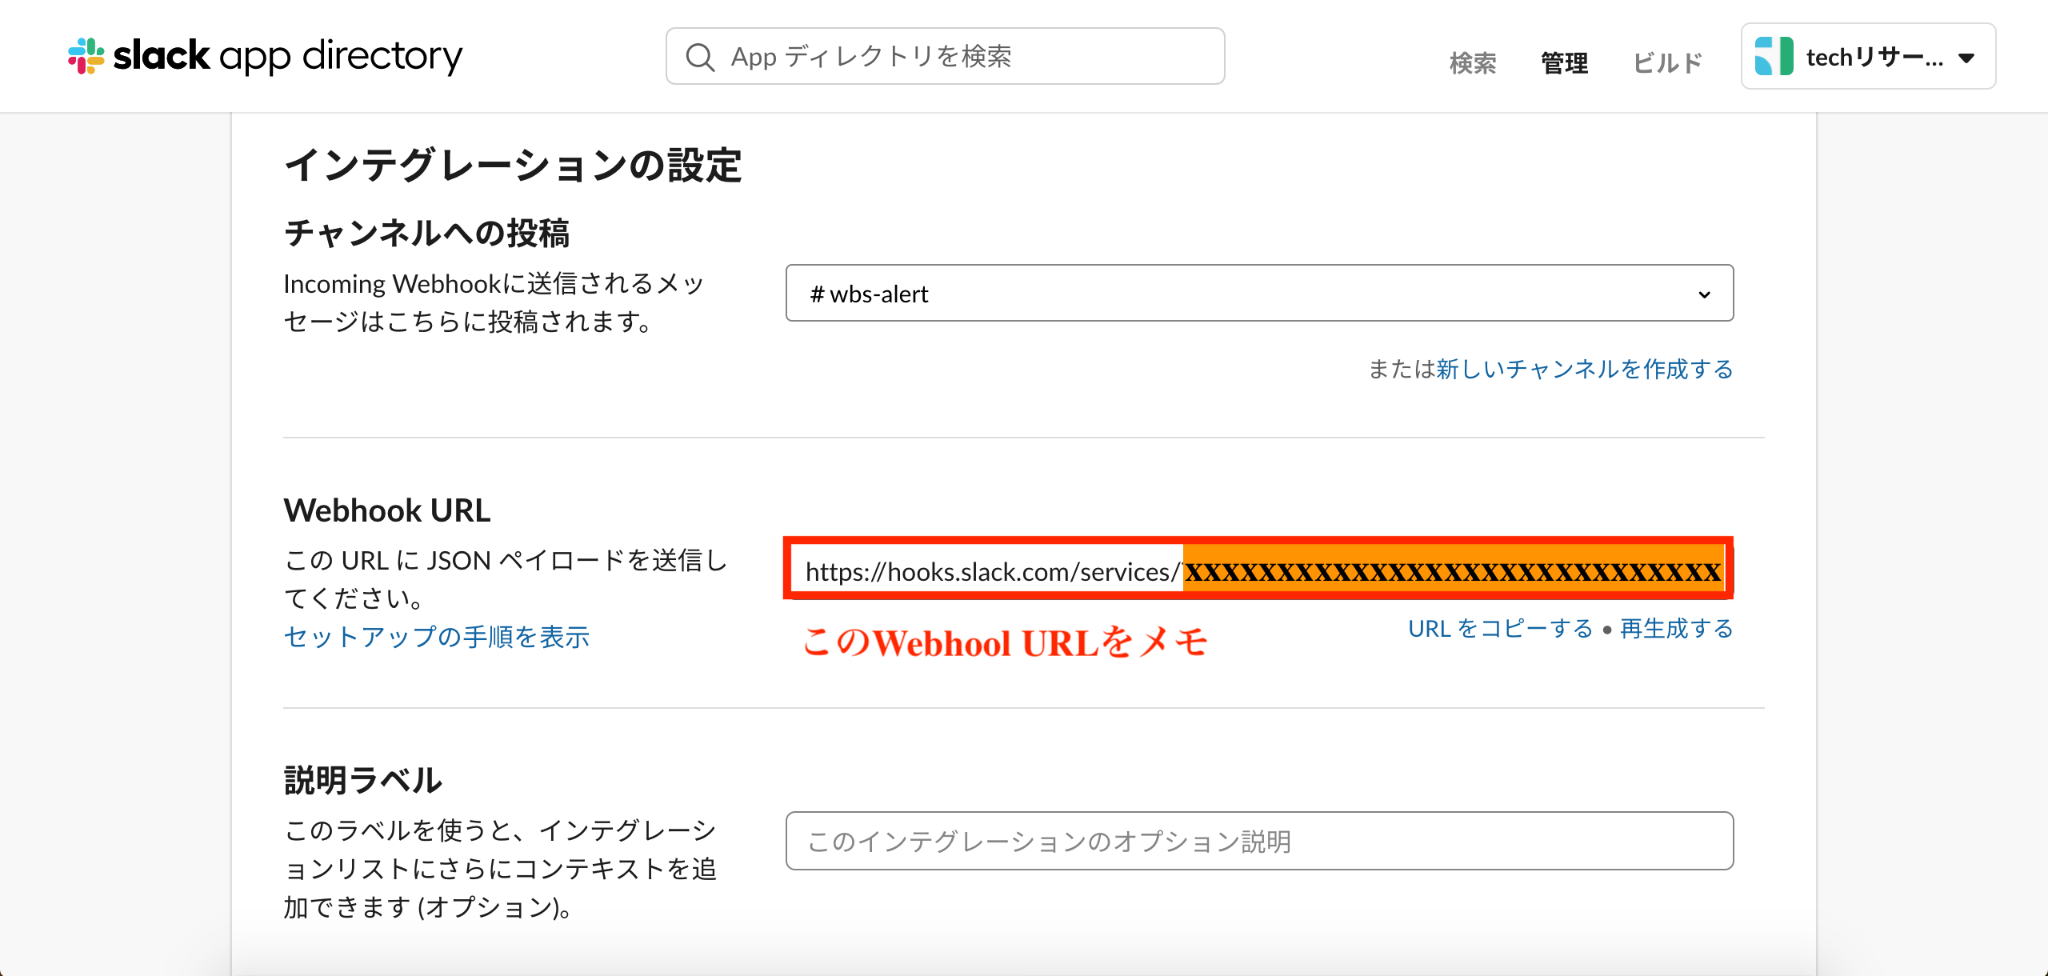 slack app directory
App ディレクトリを検索
検索
管理
ビルド
techリサー...
インテグレーションの設定
チャンネルへの投稿
Incoming Webhookに送信されるメッ
セージはこちらに投稿されます。
# wbs-alert
または新しいチャンネルを作成する
Webhook URL
この URL に JSON ペイロードを送信し
てください。
セットアップの手順を表示
https://hooks.slack.com/services/XXXXXXXXXXXXXXXXXXXXXXXXXXXXX
このWebhool URLをメモ
URL をコピーする • 再生成する
説明ラベル
このラベルを使うと、インテグレーシ
ョンリストにさらにコンテキストを追
加できます (オプション)。
このインテグレーションのオプション説明